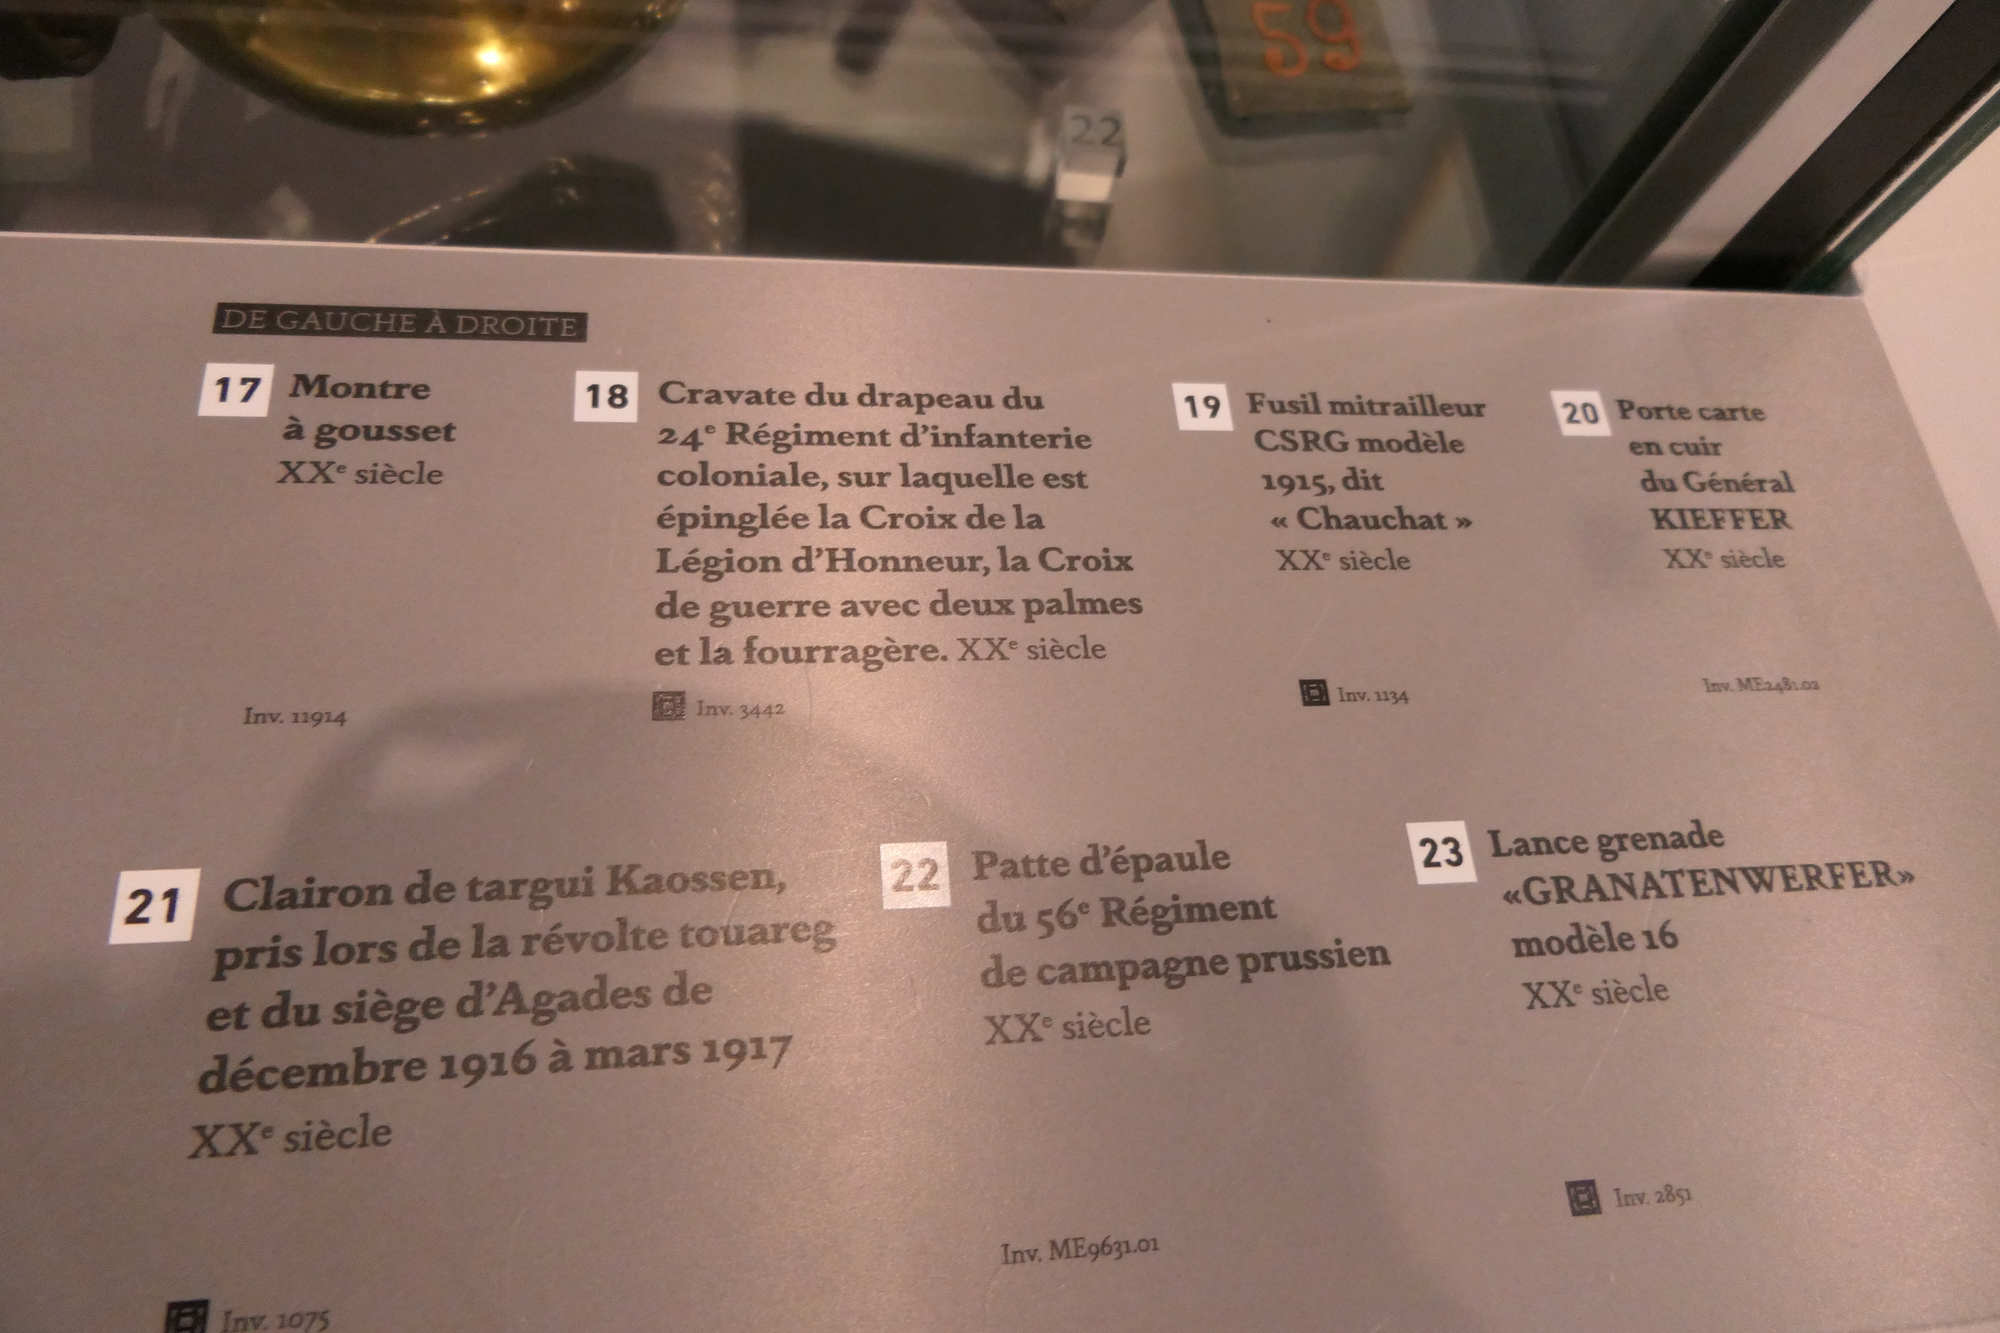 59
22
DE GAUCHE À DROITE
17 Montre
à gousset
XXe siècle
Inv. 11914
18 Cravate du drapeau du
24e Régiment d'infanterie
coloniale, sur laquelle est
épinglée la Croix de la
Légion d'Honneur, la Croix
de guerre avec deux palmes
et la fourragère. XXe siècle
Inv. 3442
19 Fusil mitrailleur
CSRG modèle
1915, dit
« Chauchat »
XXe siècle
Inv. 1134
20 Porte carte
en cuir
du Général
KIEFFER
XXe siècle
Inv. ME2481.02
21 Clairon de targui Kaossen,
pris lors de la révolte touareg
et du siège d'Agades de
décembre 1916 à mars 1917
XXe siècle
Inv. 1075
22 Patte d'épaule
du 56e Régiment
de campagne prussien
XXe siècle
Inv. ME9631.01
23 Lance grenade
«GRANATENWERFER»
modèle 16
XXe siècle
Inv. 2851